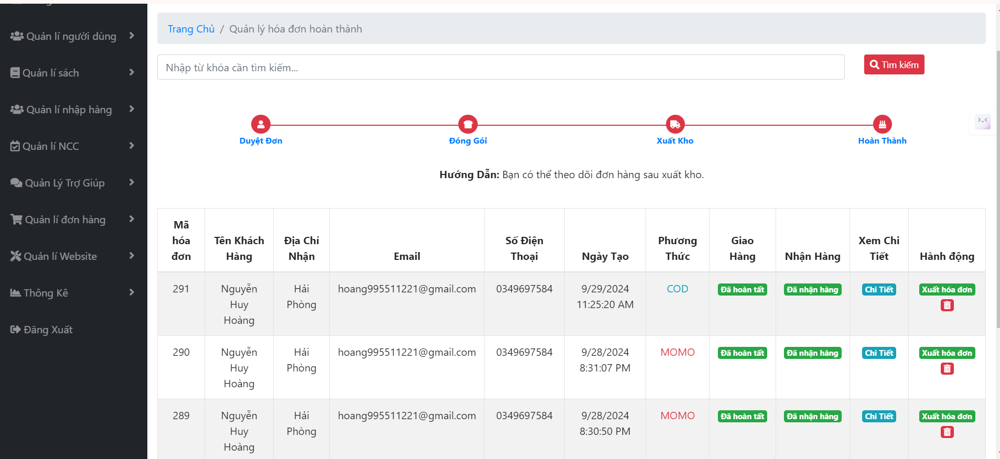 Quản lí người dùng
Quản lí sách
Quản lí nhập hàng
Quản lí NCC
Quản Lý Trợ Giúp
Quản lí đơn hàng
Quản lí Website
Thông Kê
Đăng Xuất
Trang Chủ / Quản lý hóa đơn hoàn thành
Nhập từ khóa cần tìm kiếm...
Tìm kiếm
Duyệt Đơn
Đóng Gói
Xuất Kho
Hoàn Thành
Hướng Dẫn: Bạn có thể theo dõi đơn hàng sau xuất kho.
Mã
hóa
đơn
Tên Khách
Hàng
Địa Chỉ
Nhận
Email
Số Điện
Thoại
Ngày Tạo
Phương
Thức
Giao
Hàng
Nhận Hàng
Xem Chi
Tiết
Hành động
291
Nguyễn
Huy
Hoàng
Hải
Phòng
hoang995511221@gmail.com
0349697584
9/29/2024
11:25:20 AM
COD
Đã hoàn tất
Đã nhận hàng
Chi Tiết
Xuất hóa đơn
290
Nguyễn
Huy
Hoàng
Hải
Phòng
hoang995511221@gmail.com
0349697584
9/28/2024
8:31:07 PM
MOMO
Đã hoàn tất
Đã nhận hàng
Chi Tiết
Xuất hóa đơn
289
Nguyễn
Huy
Hoàng
Hải
Phòng
hoang995511221@gmail.com
0349697584
9/28/2024
8:30:50 PM
MOMO
Đã hoàn tất
Đã nhận hàng
Chi Tiết
Xuất hóa đơn